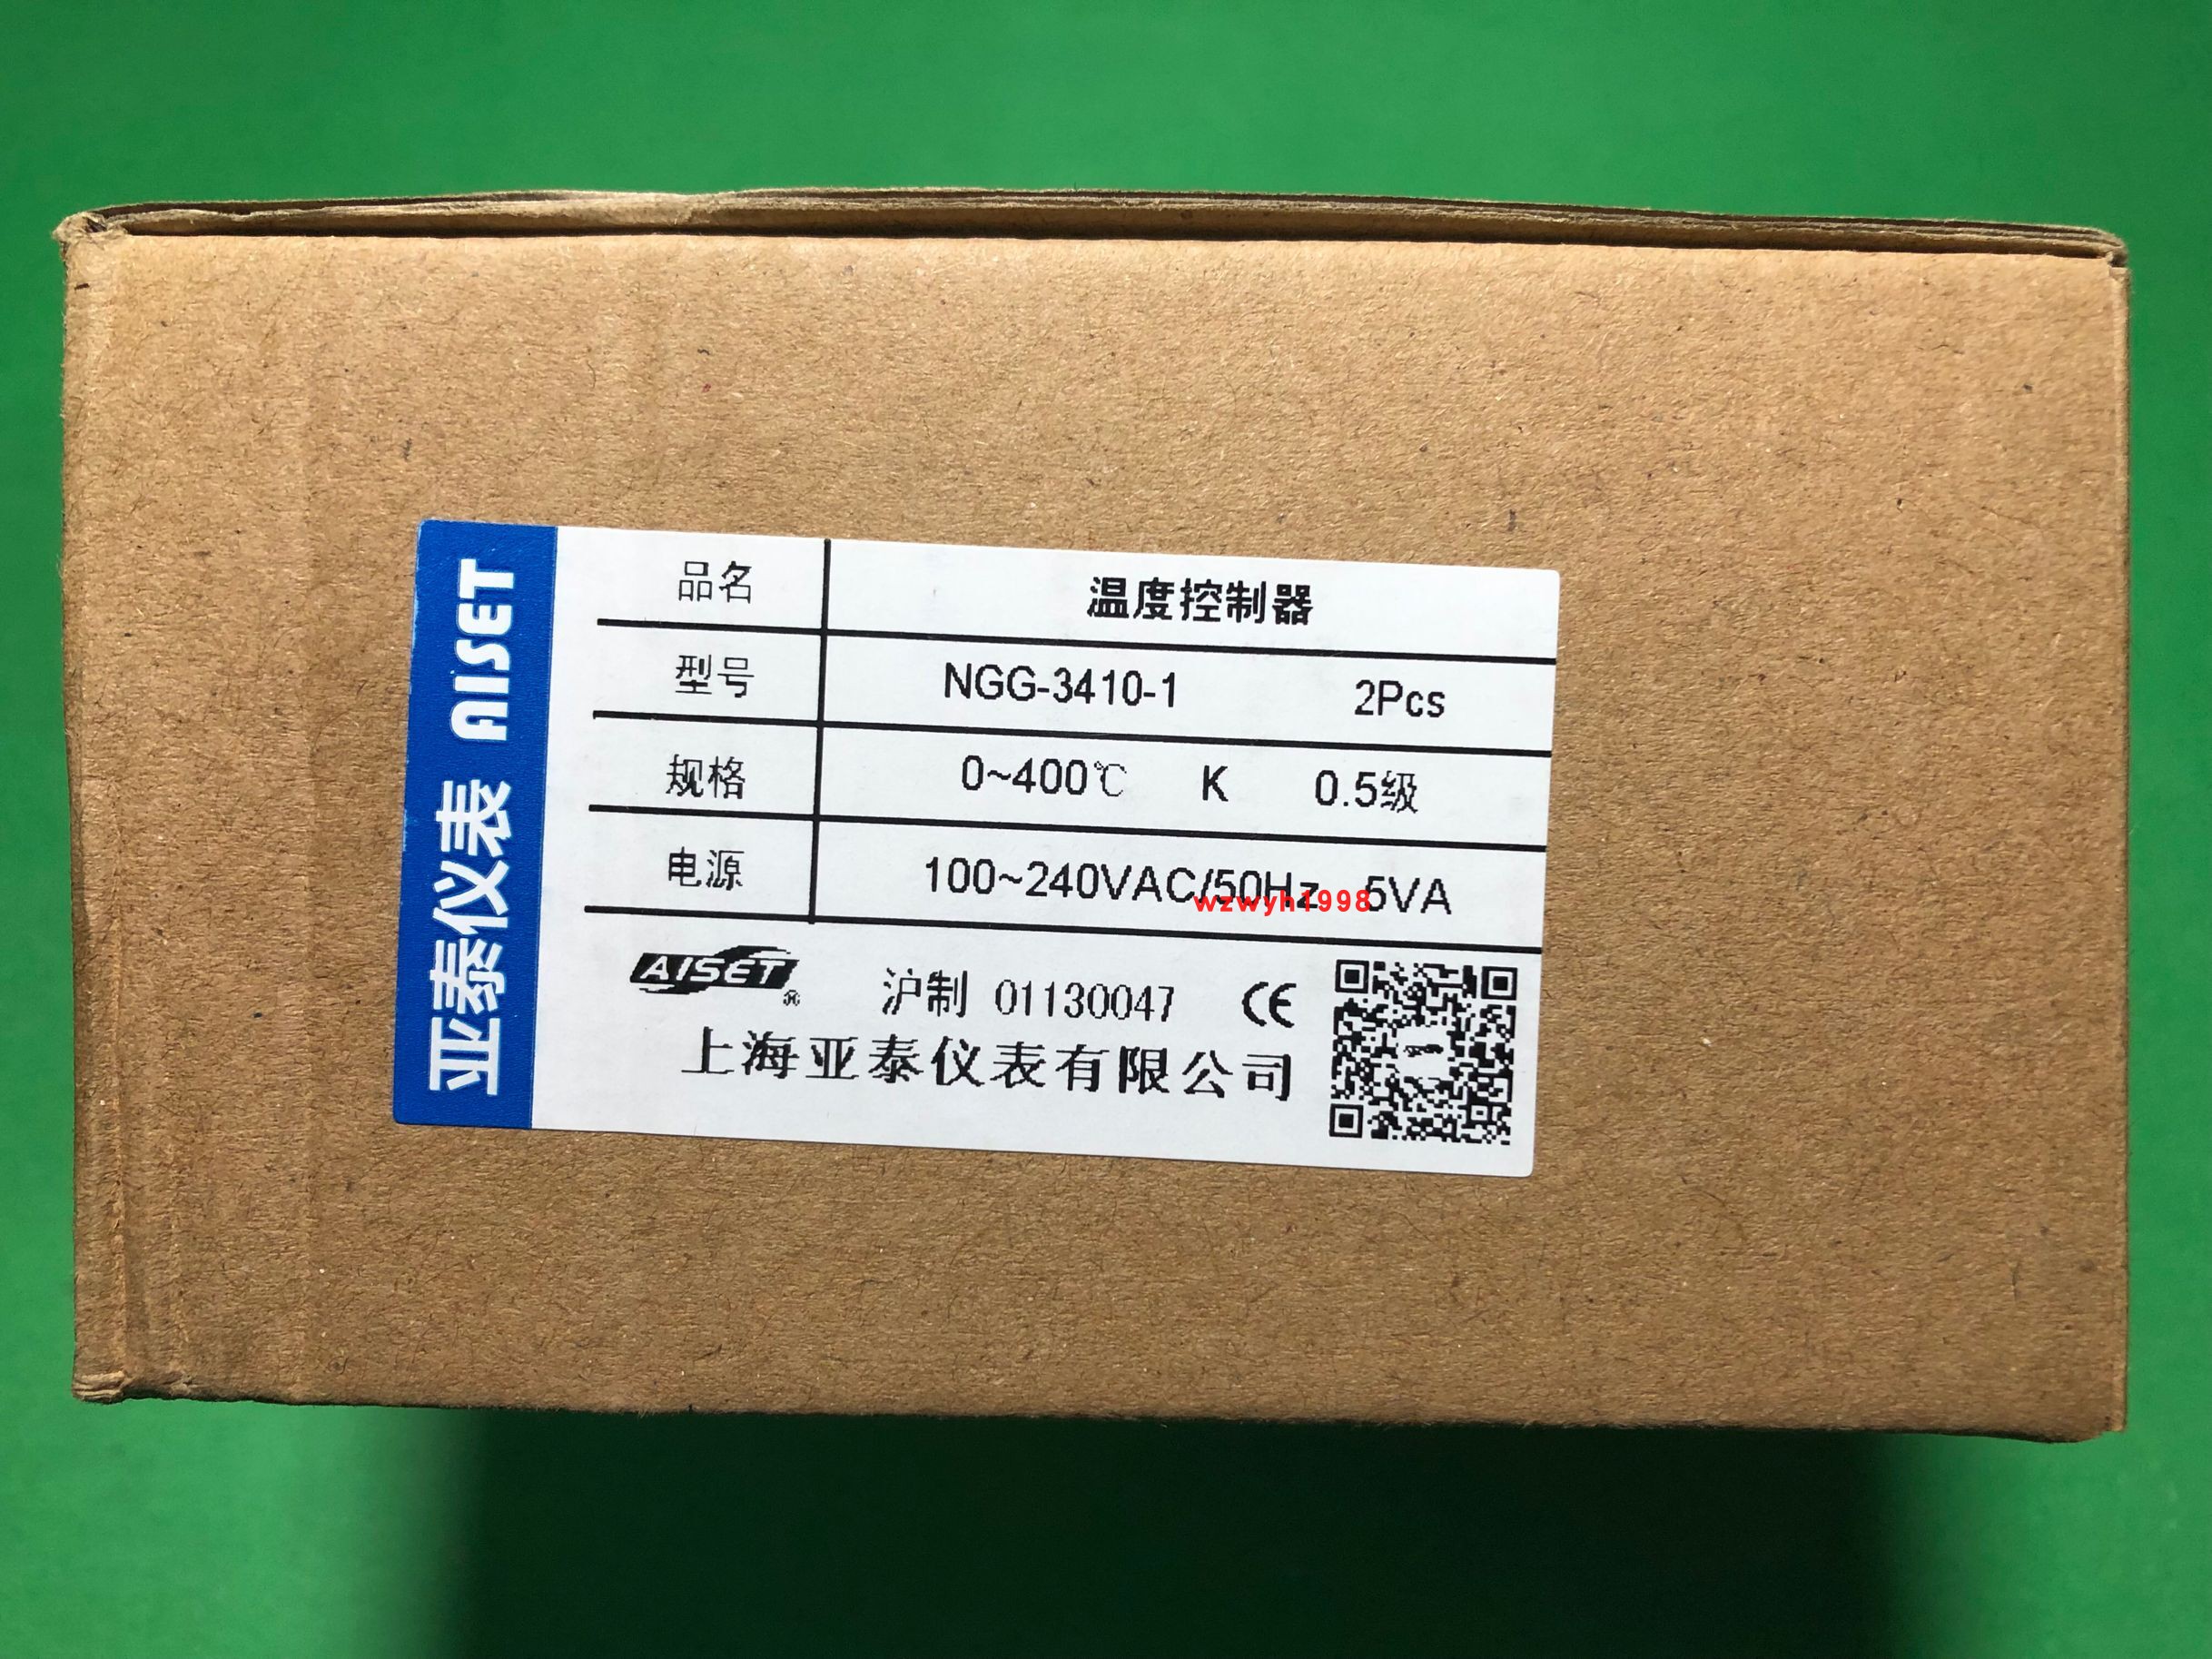 亚泰仪表 AISET
品名 温度控制器
型号 NGG-3410-1 2Pcs
规格 0~400℃ K 0.5级
电源 100~240VAC/50Hz 5VA
wzwyh1998
AISET ® 沪制 01130047 CE
上海亚泰仪表有限公司